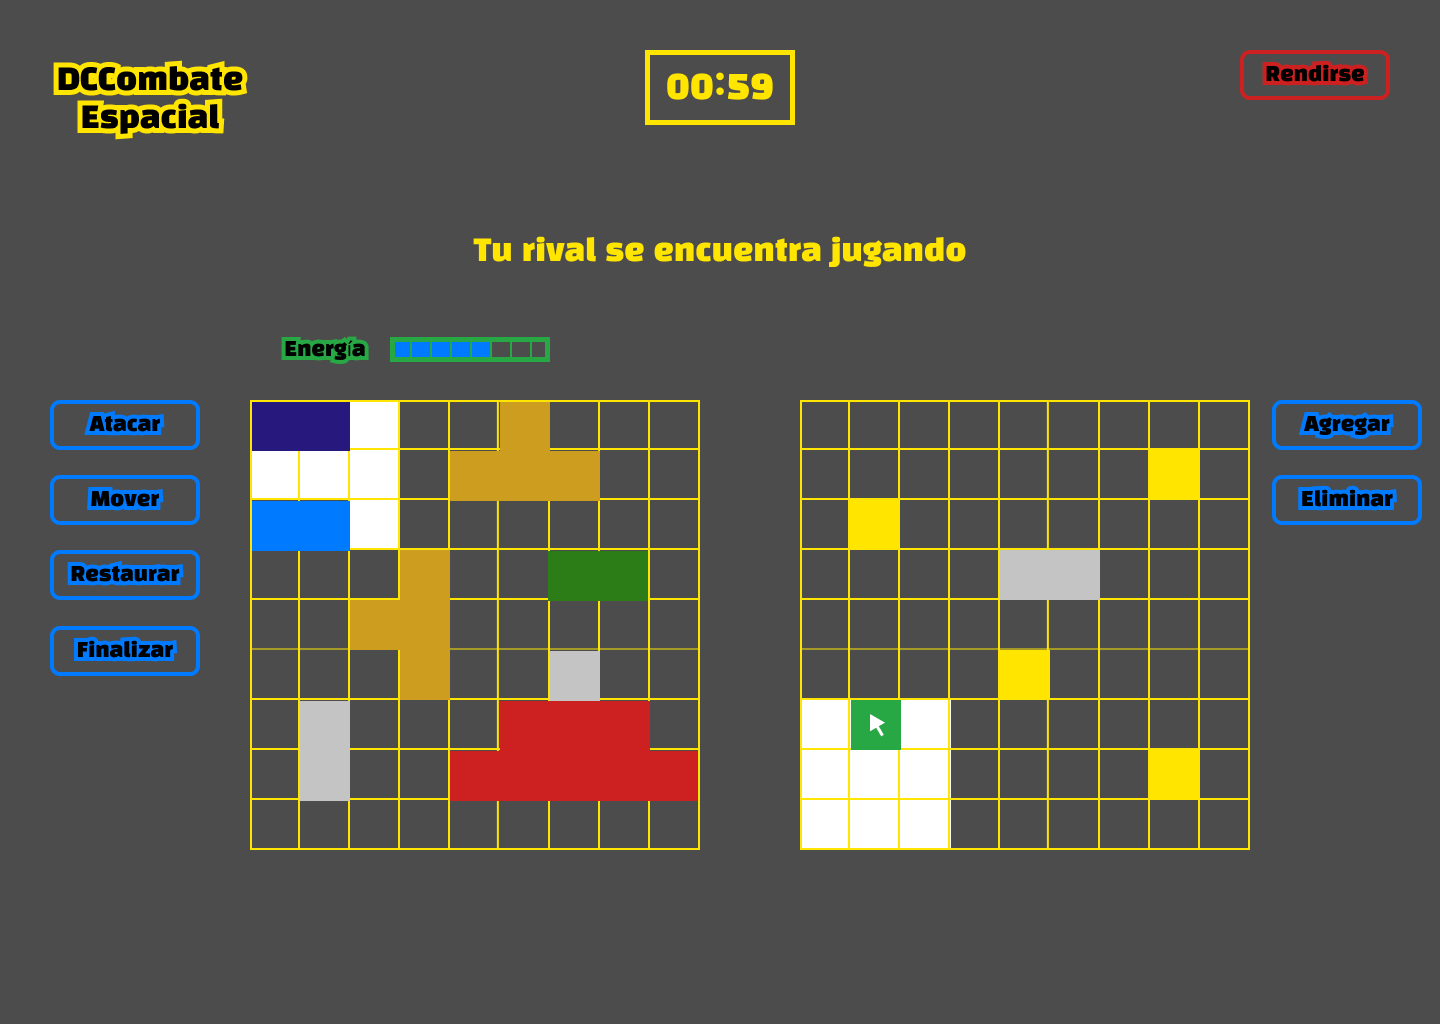 DCCombate
Espacial
00:59
Rendirse
Tu rival se encuentra jugando
Energía
Atacar
Mover
Restaurar
Finalizar
Agregar
Eliminar